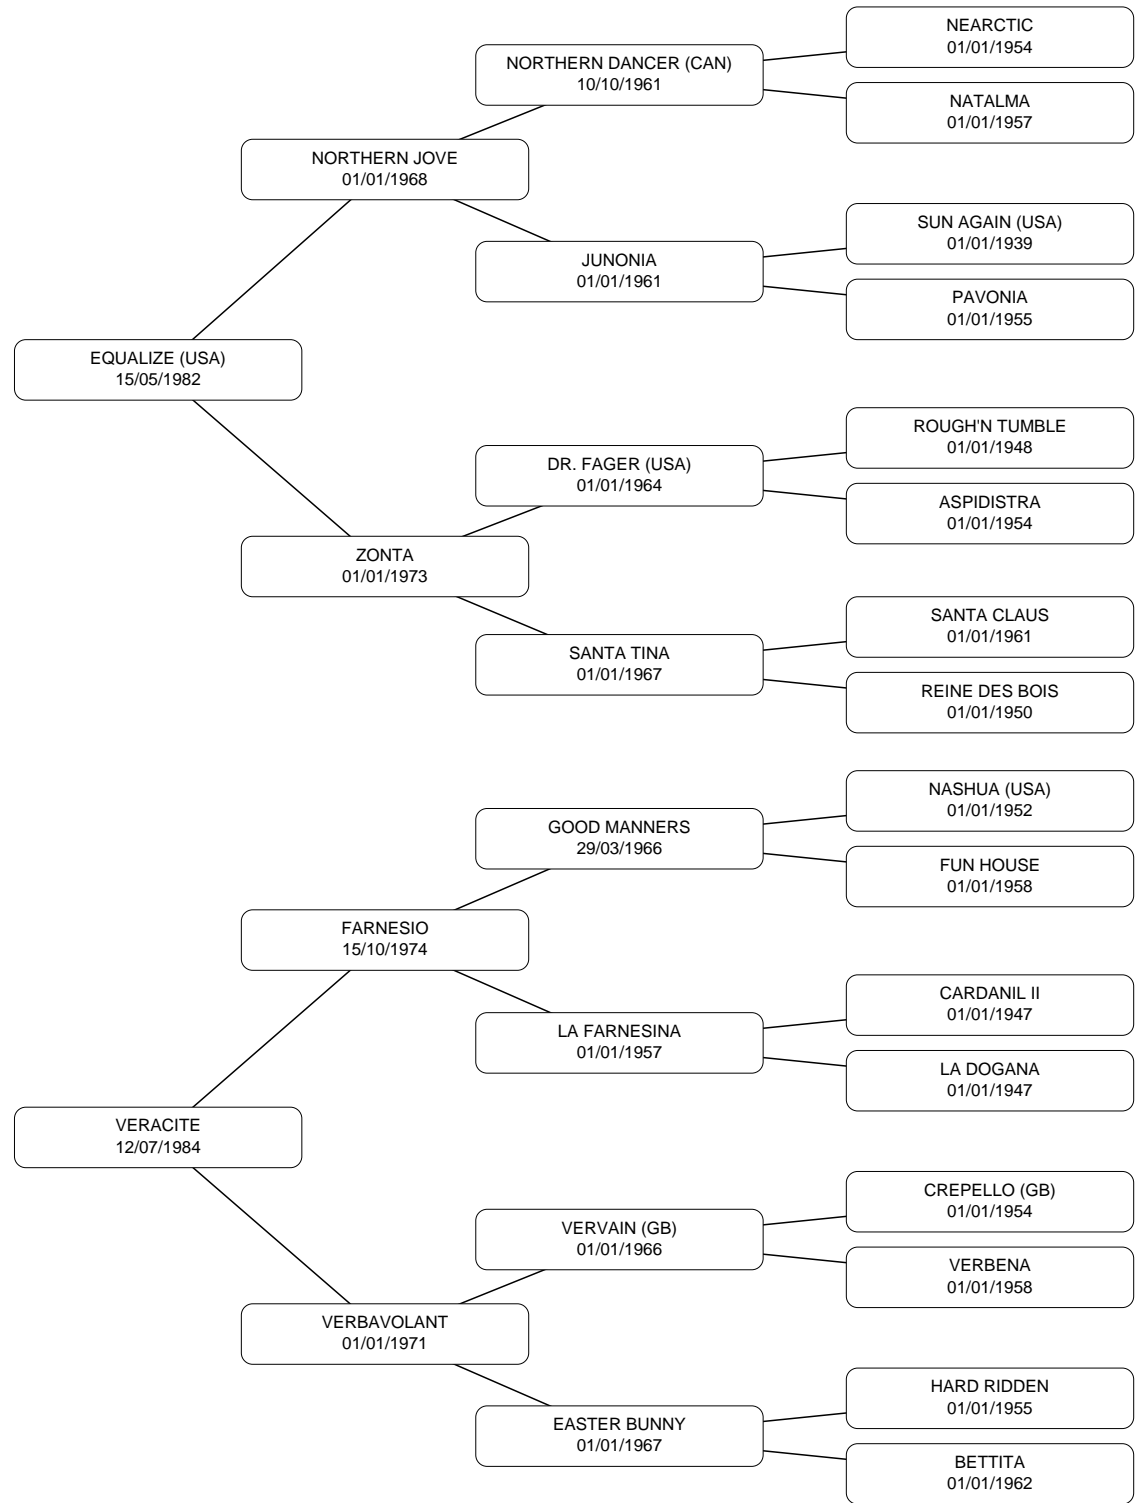 NEARCTIC
01/01/1954
NORTHERN DANCER (CAN)
10/10/1961
NATALMA
01/01/1957
NORTHERN JOVE
01/01/1968
SUN AGAIN (USA)
01/01/1939
JUNONIA
01/01/1961
PAVONIA
01/01/1955
EQUALIZE (USA)
15/05/1982
ROUGH'N TUMBLE
01/01/1948
DR. FAGER (USA)
01/01/1964
ASPIDISTRA
01/01/1954
ZONTA
01/01/1973
SANTA CLAUS
01/01/1961
SANTA TINA
01/01/1967
REINE DES BOIS
01/01/1950
NASHUA (USA)
01/01/1952
GOOD MANNERS
29/03/1966
FUN HOUSE
01/01/1958
FARNESIO
15/10/1974
CARDANIL II
01/01/1947
LA FARNESINA
01/01/1957
LA DOGANA
01/01/1947
VERACITE
12/07/1984
CREPELLO (GB)
01/01/1954
VERVAIN (GB)
01/01/1966
VERBENA
01/01/1958
VERBAVOLANT
01/01/1971
HARD RIDDEN
01/01/1955
EASTER BUNNY
01/01/1967
BETTITA
01/01/1962